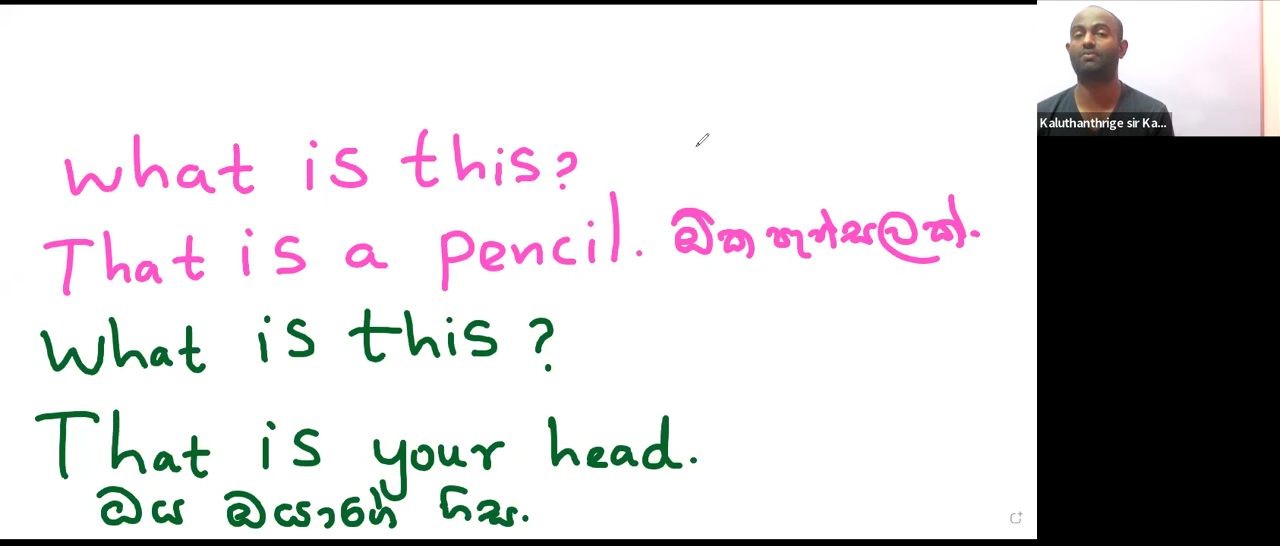 Kaluthanthrige sir Ka...
What is this?
That is a pencil. ඕක පැන්සලක්.
What is this?
That is your head.
ඔය ඔයාගේ හිස.